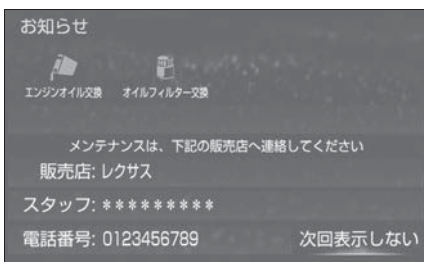 お知らせ
エンジンオイル交換 オイルフィルター交換
メンテナンスは、下記の販売店へ連絡してください
販売店: レクサス
スタッフ: *********
電話番号: 0123456789 次回表示しない